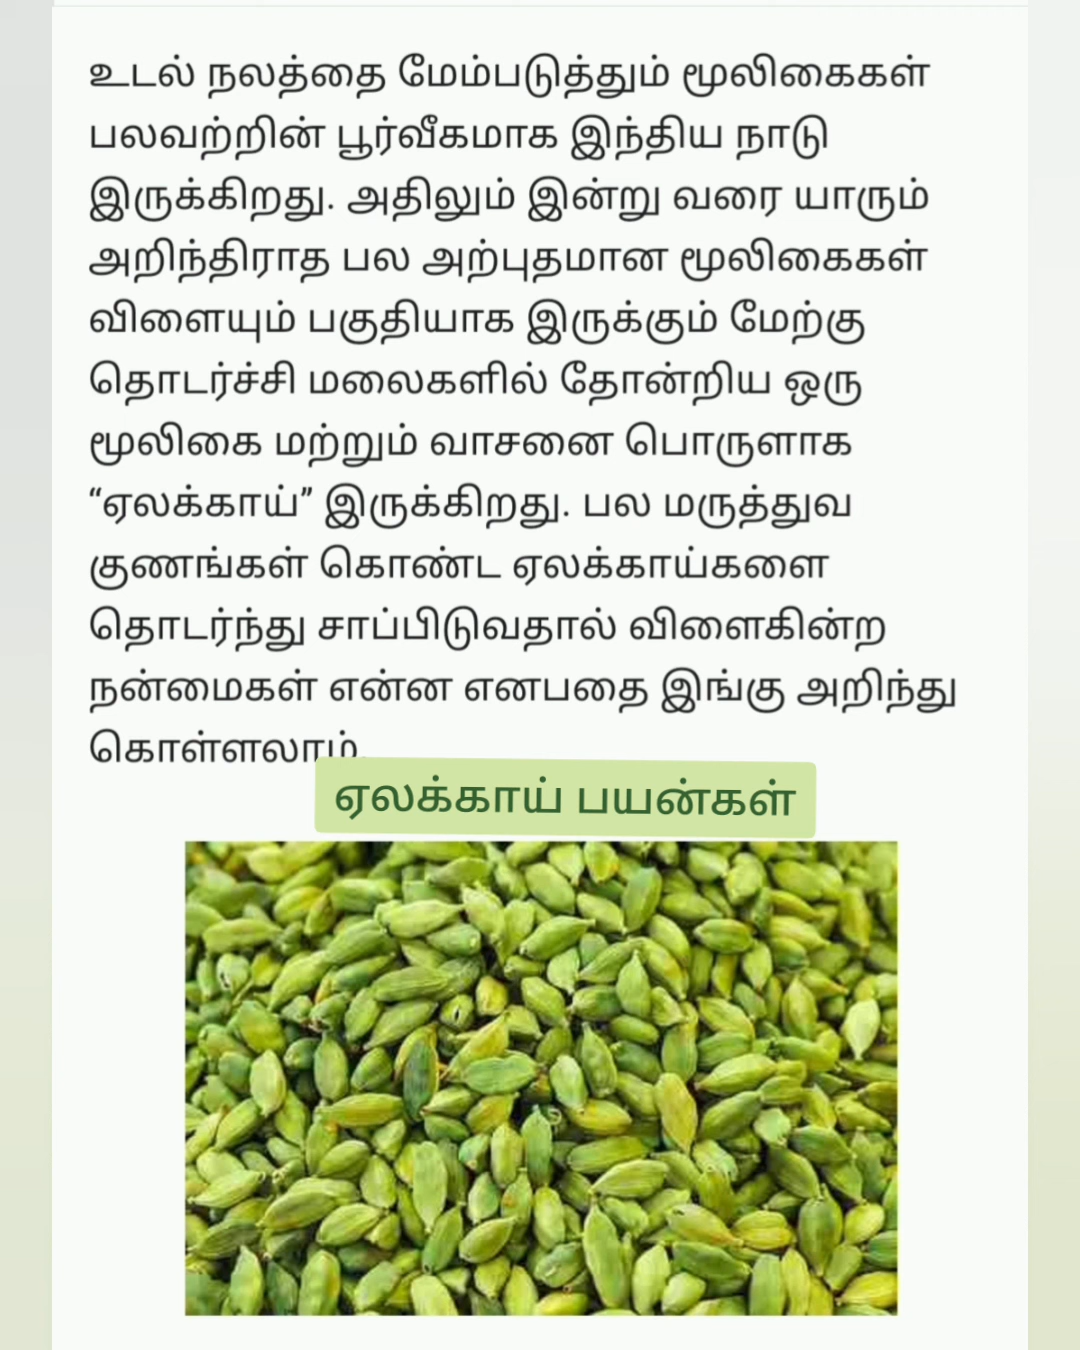 உடல் நலத்தை மேம்படுத்தும் மூலிகைகள்
பலவற்றின் பூர்வீகமாக இந்திய நாடு
இருக்கிறது. அதிலும் இன்று வரை யாரும்
அறிந்திராத பல அற்புதமான மூலிகைகள்
விளையும் பகுதியாக இருக்கும் மேற்கு
தொடர்ச்சி மலைகளில் தோன்றிய ஒரு
மூலிகை மற்றும் வாசனை பொருளாக
“ஏலக்காய்” இருக்கிறது. பல மருத்துவ
குணங்கள் கொண்ட ஏலக்காய்களை
தொடர்ந்து சாப்பிடுவதால் விளைகின்ற
நன்மைகள் என்ன எனபதை இங்கு அறிந்து
கொள்ளலாம்.
ஏலக்காய் பயன்கள்